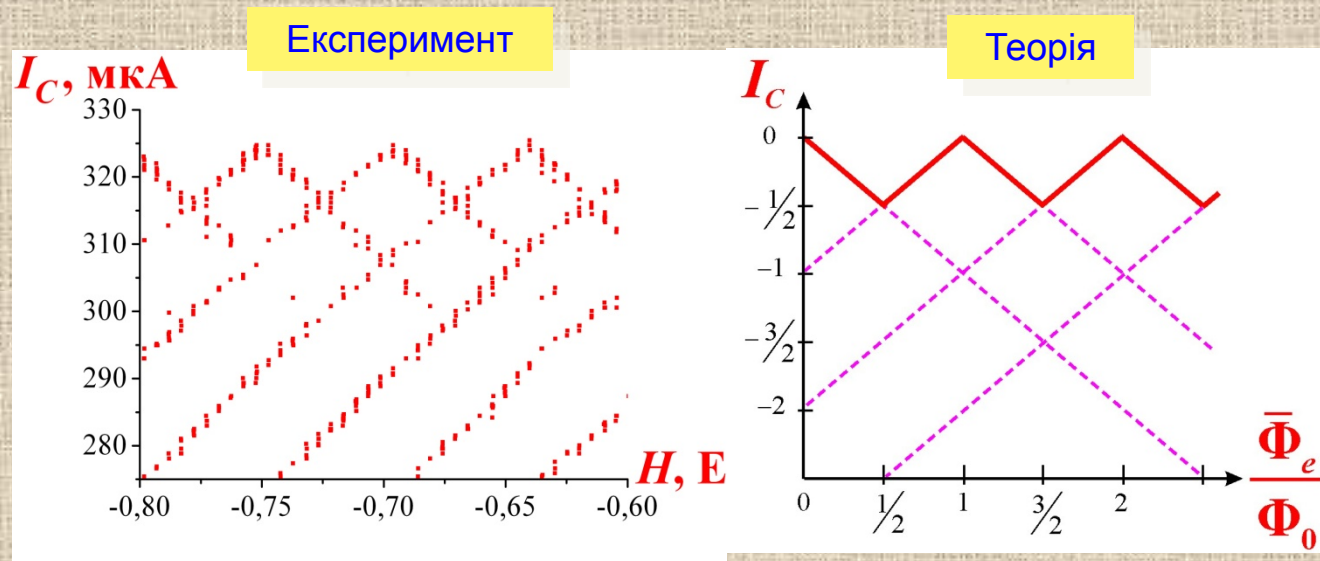 Експеримент
I_C, мкА
330
320
310
300
290
280
-0,80 -0,75 -0,70 -0,65 -0,60
H, Е
Теорія
I_C
0
–1/2
–1
–3/2
–2
0 1/2 1 3/2 2
Φ̄_e
Φ_0